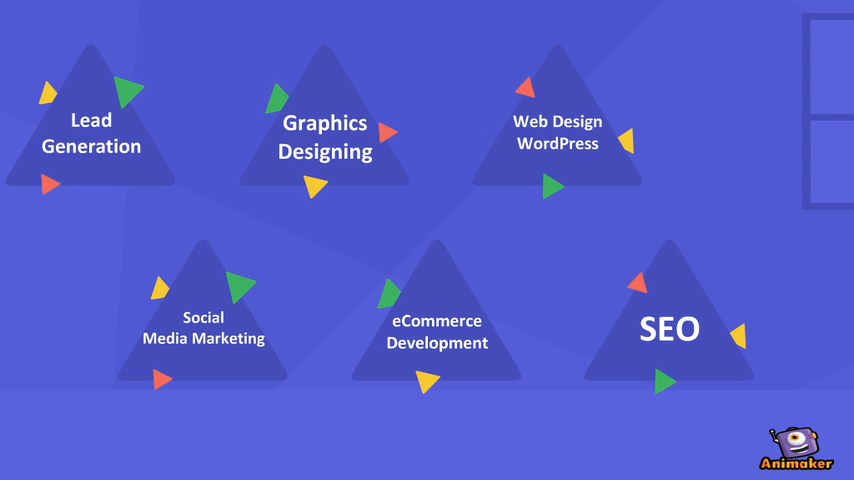 Lead
Generation
Graphics
Designing
Web Design
WordPress
Social
Media Marketing
eCommerce
Development
SEO
Animaker